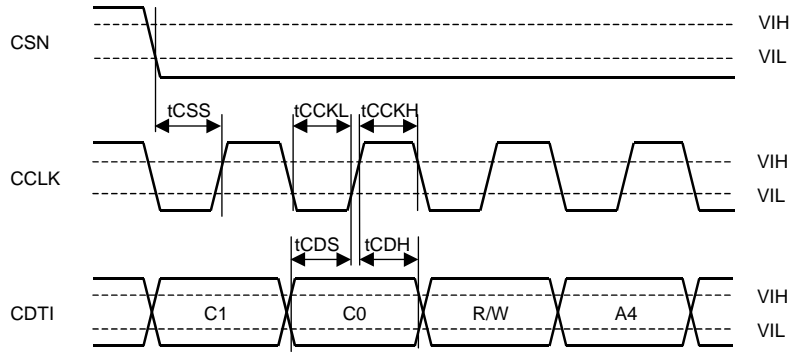 CSN
VIH
VIL
tCSS
tCCKL
tCCKH
CCLK
VIH
VIL
tCDS
tCDH
CDTI
C1
C0
R/W
A4
VIH
VIL